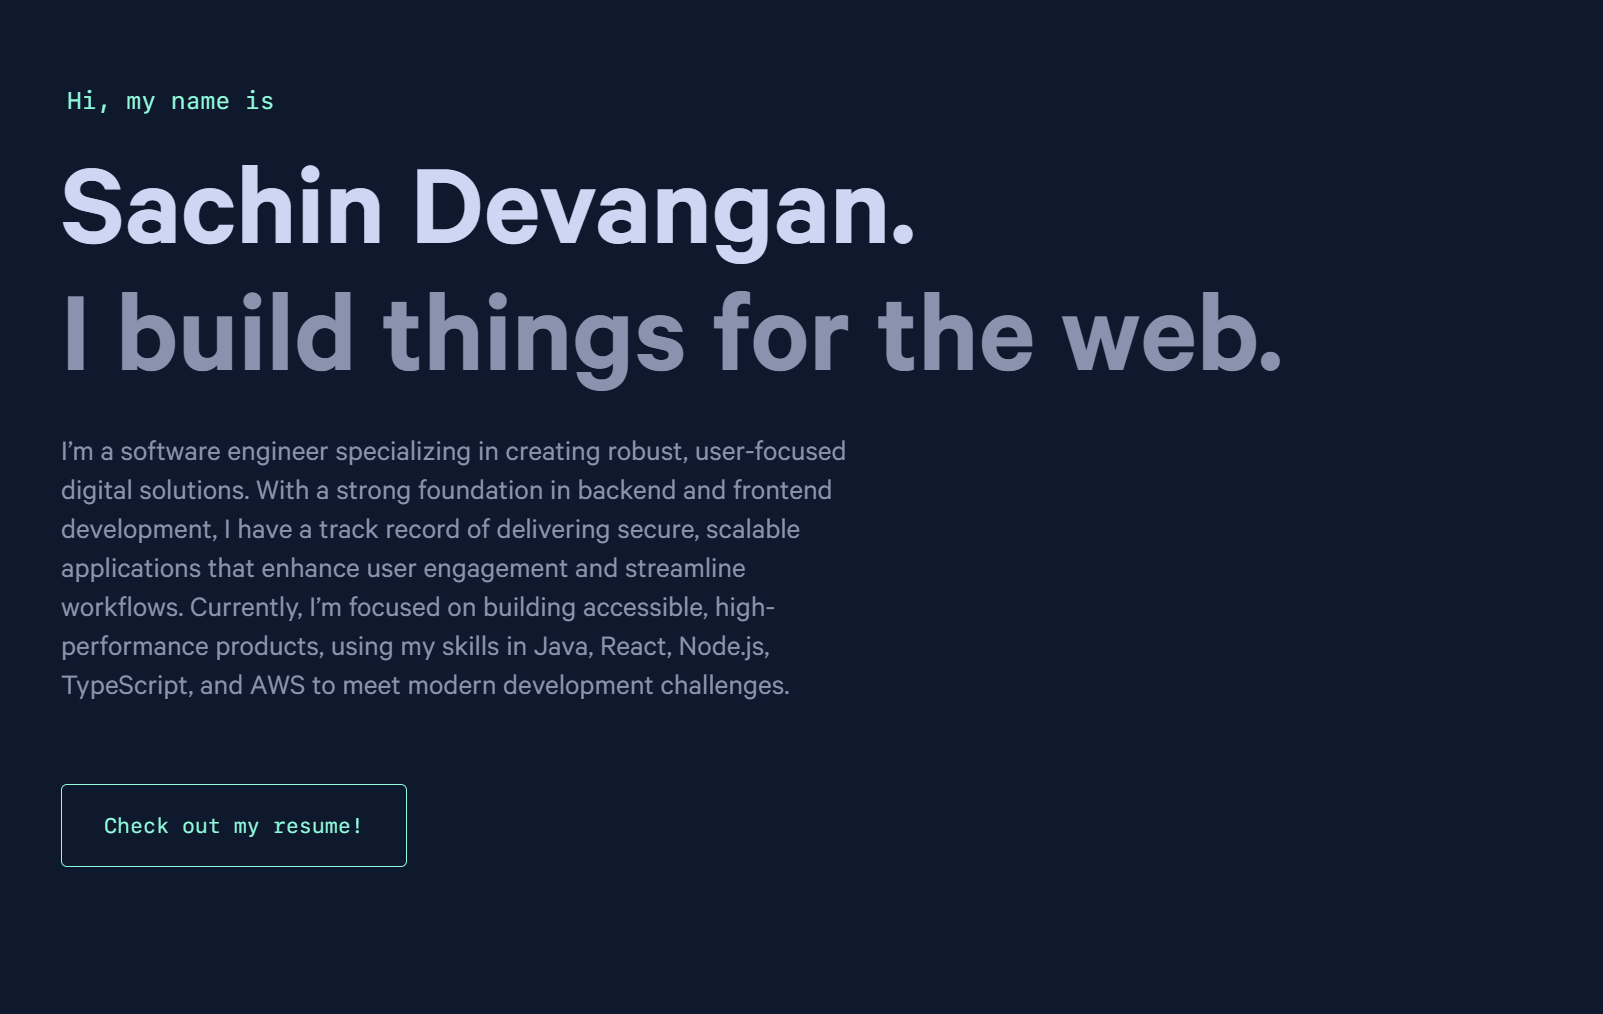 Hi, my name is
Sachin Devangan.
I build things for the web.
I’m a software engineer specializing in creating robust, user-focused
digital solutions. With a strong foundation in backend and frontend
development, I have a track record of delivering secure, scalable
applications that enhance user engagement and streamline
workflows. Currently, I’m focused on building accessible, high-
performance products, using my skills in Java, React, Node.js,
TypeScript, and AWS to meet modern development challenges.
Check out my resume!